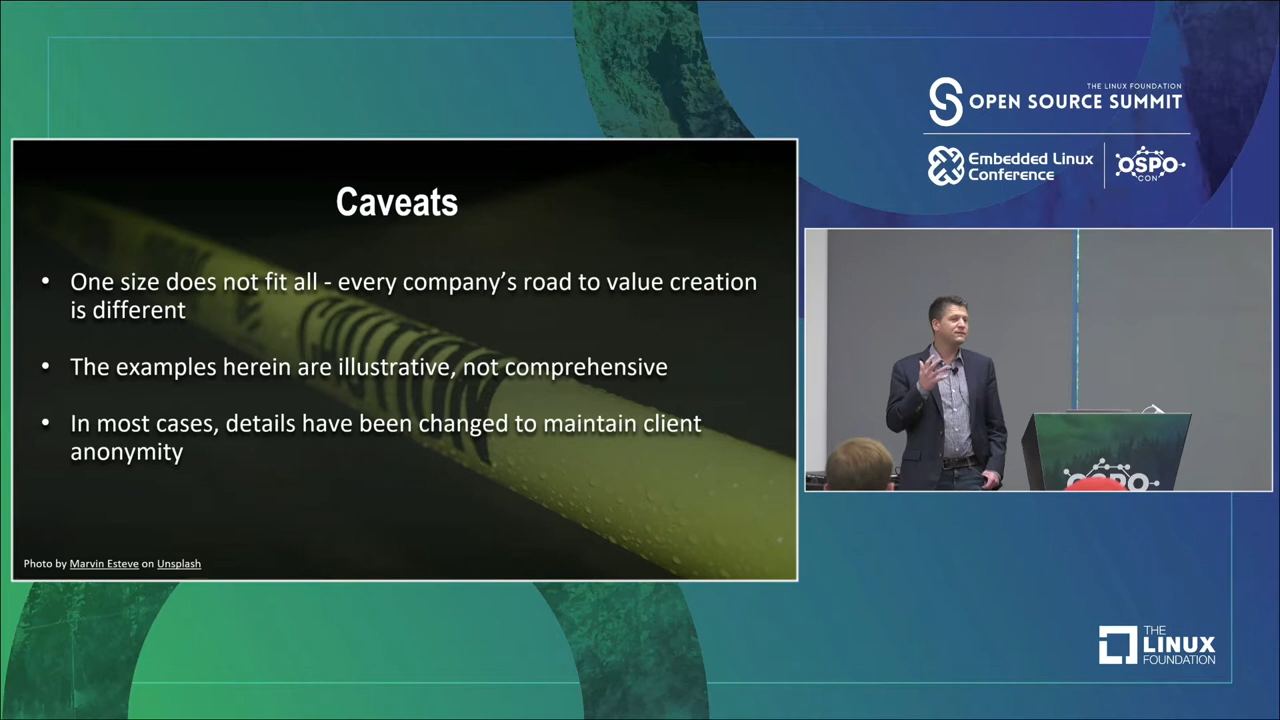 THE LINUX FOUNDATION
OPEN SOURCE SUMMIT
Embedded Linux
Conference
OSPO
CON
Caveats
• One size does not fit all - every company's road to value creation
is different
• The examples herein are illustrative, not comprehensive
• In most cases, details have been changed to maintain client
anonymity
Photo by Marvin Esteve on Unsplash
OSPO
THE
LINUX
FOUNDATION